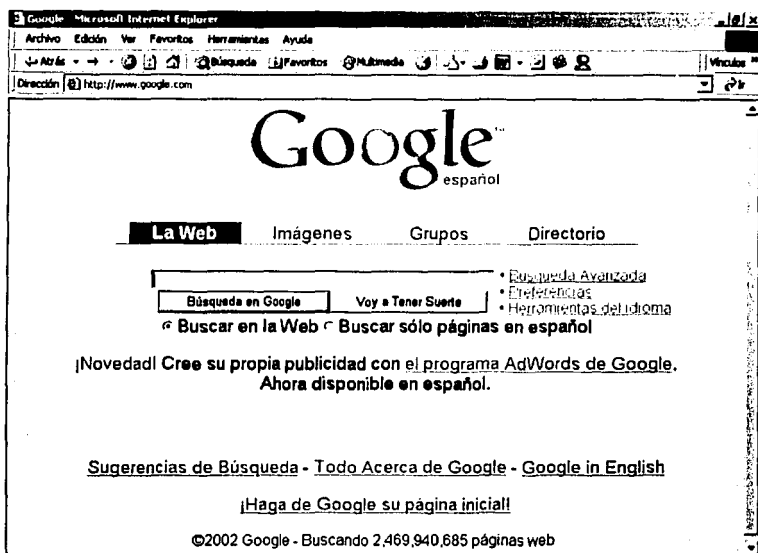 Google - Microsoft Internet Explorer
Archivo Edición Ver Favoritos Herramientas Ayuda
Atrás Búsqueda Favoritos Multimedia Vínculos »
Dirección http://www.google.com Ir
Google™
español
La Web Imágenes Grupos Directorio
• Búsqueda Avanzada
Búsqueda en Google Voy a Tener Suerte • Preferencias
• Herramientas del idioma
Buscar en la Web Buscar sólo páginas en español
¡Novedad! Cree su propia publicidad con el programa AdWords de Google.
Ahora disponible en español.
Sugerencias de Búsqueda - Todo Acerca de Google - Google in English
¡Haga de Google su página inicial!
©2002 Google - Buscando 2,469,940,685 páginas web